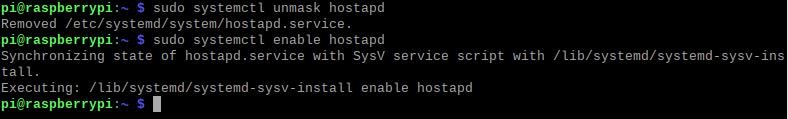 pi@raspberrypi:~ $ sudo systemctl unmask hostapd
Removed /etc/systemd/system/hostapd.service.
pi@raspberrypi:~ $ sudo systemctl enable hostapd
Synchronizing state of hostapd.service with SysV service script with /lib/systemd/systemd-sysv-ins
tall.
Executing: /lib/systemd/systemd-sysv-install enable hostapd
pi@raspberrypi:~ $